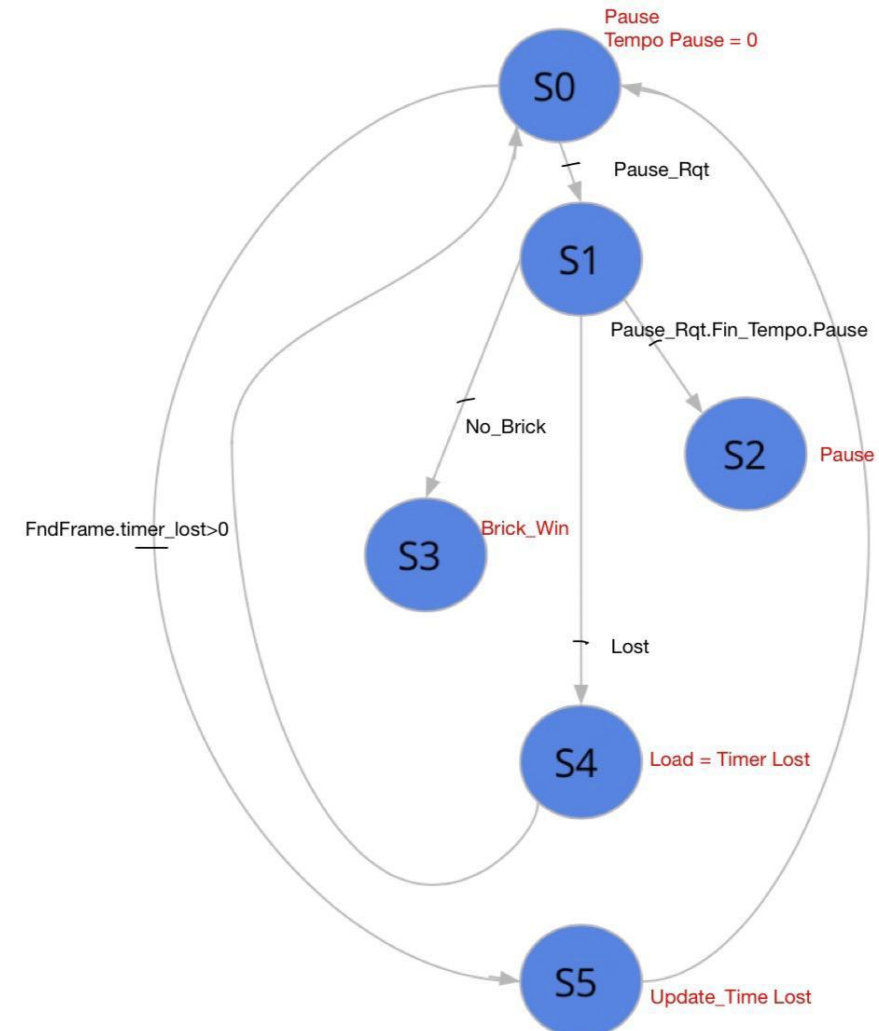 Pause
Tempo Pause = 0
S0
Pause_Rqt
S1
Pause_Rqt.Fin_Tempo.Pause
No_Brick
S2
Pause
FndFrame.timer_lost>0
S3
Brick_Win
Lost
S4
Load = Timer Lost
S5
Update_Time Lost